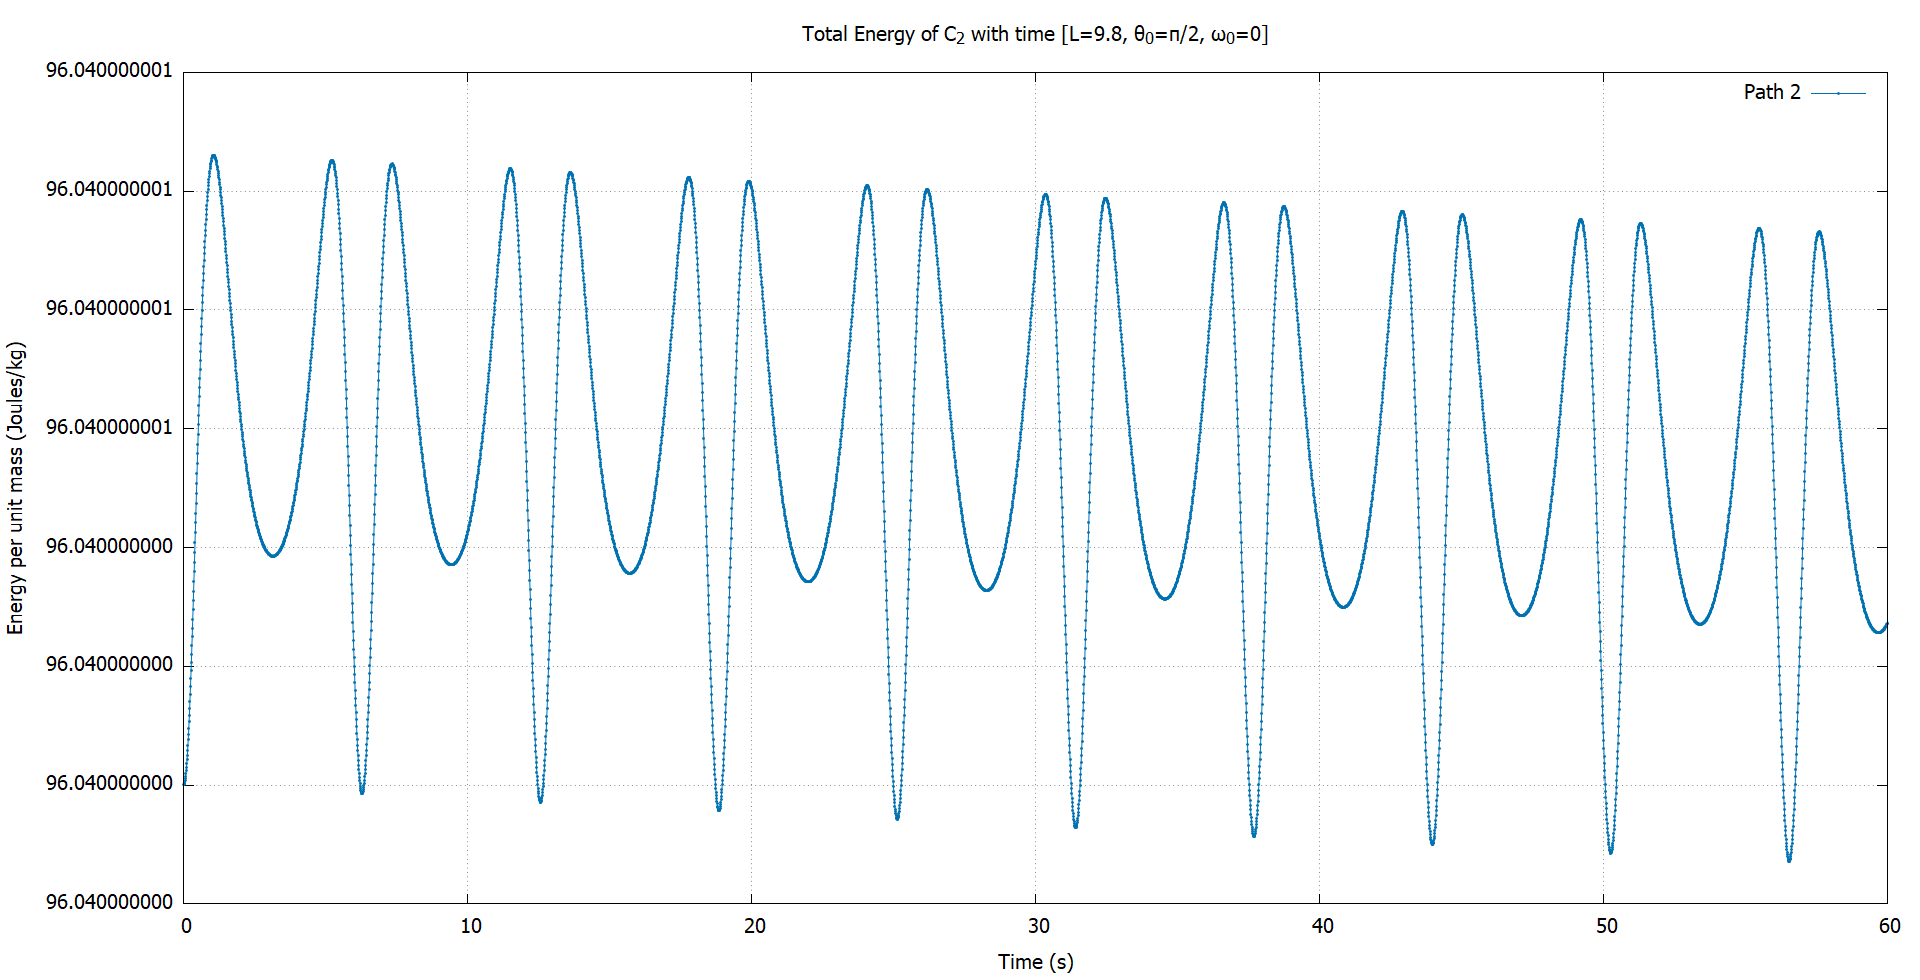 Total Energy of C₂ with time [L=9.8, θ₀=π/2, ω₀=0]
96.040000001
Path 2
96.040000001
96.040000001
96.040000001
96.040000000
96.040000000
96.040000000
96.040000000
Energy per unit mass (Joules/kg)
0 10 20 30 40 50 60
Time (s)